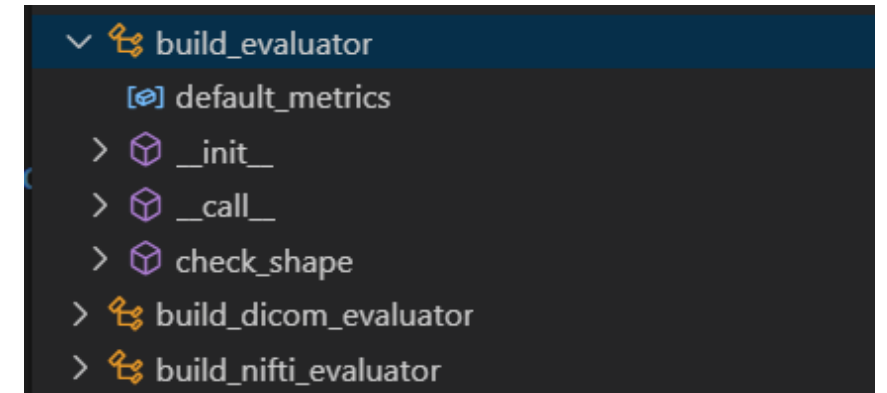 build_evaluator
default_metrics
__init__
__call__
check_shape
build_dicom_evaluator
build_nifti_evaluator